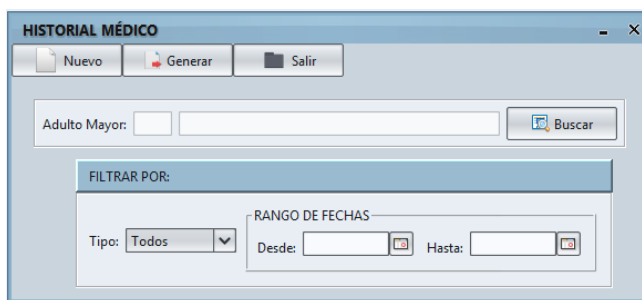 HISTORIAL MÉDICO
Nuevo Generar Salir
Adulto Mayor: Buscar
FILTRAR POR:
RANGO DE FECHAS
Tipo: Todos Desde: Hasta: